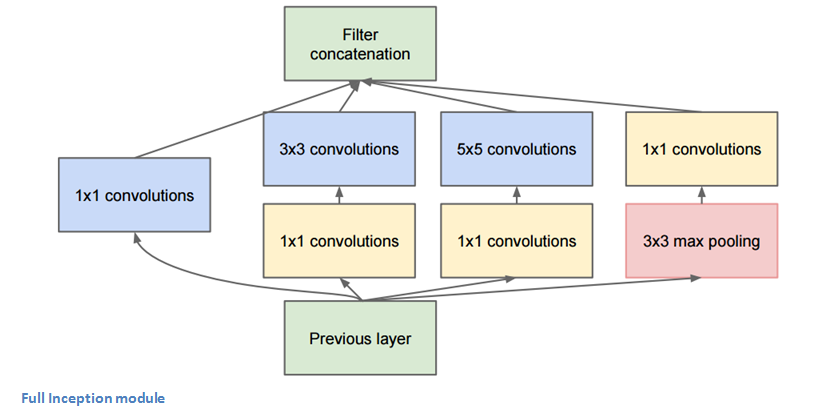 Filter
concatenation
3x3 convolutions
5x5 convolutions
1x1 convolutions
1x1 convolutions
1x1 convolutions
1x1 convolutions
3x3 max pooling
Previous layer
Full Inception module